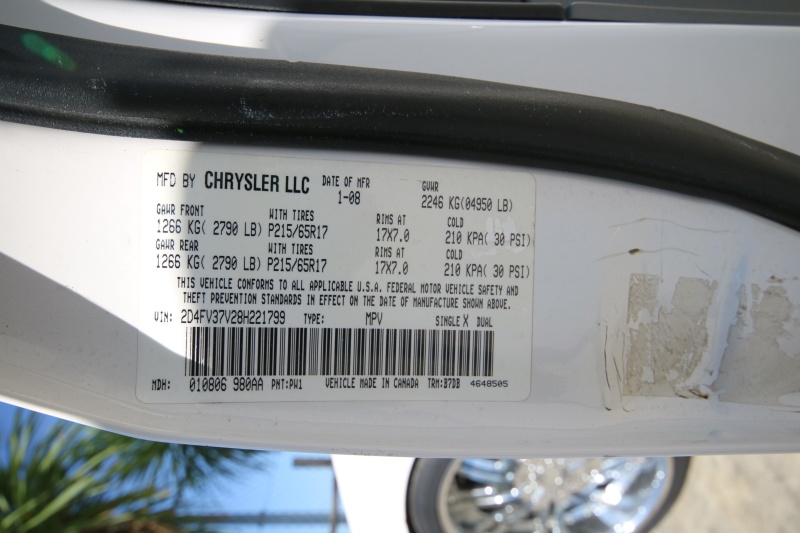 MFD BY CHRYSLER LLC DATE OF MFR GVWR
1-08 2246 KG(04950 LB)
GAWR FRONT WITH TIRES RIMS AT COLD
1266 KG( 2790 LB) P215/65R17 17X7.0 210 KPA( 30 PSI)
GAWR REAR WITH TIRES RIMS AT COLD
1266 KG( 2790 LB) P215/65R17 17X7.0 210 KPA( 30 PSI)
THIS VEHICLE CONFORMS TO ALL APPLICABLE U.S.A. FEDERAL MOTOR VEHICLE SAFETY AND
THEFT PREVENTION STANDARDS IN EFFECT ON THE DATE OF MANUFACTURE SHOWN ABOVE.
VIN: 2D4FV37V28H221799 TYPE: MPV SINGLE X DUAL
MDH: 010806 980AA PNT:PW1 VEHICLE MADE IN CANADA TRM:B7DB 4648505